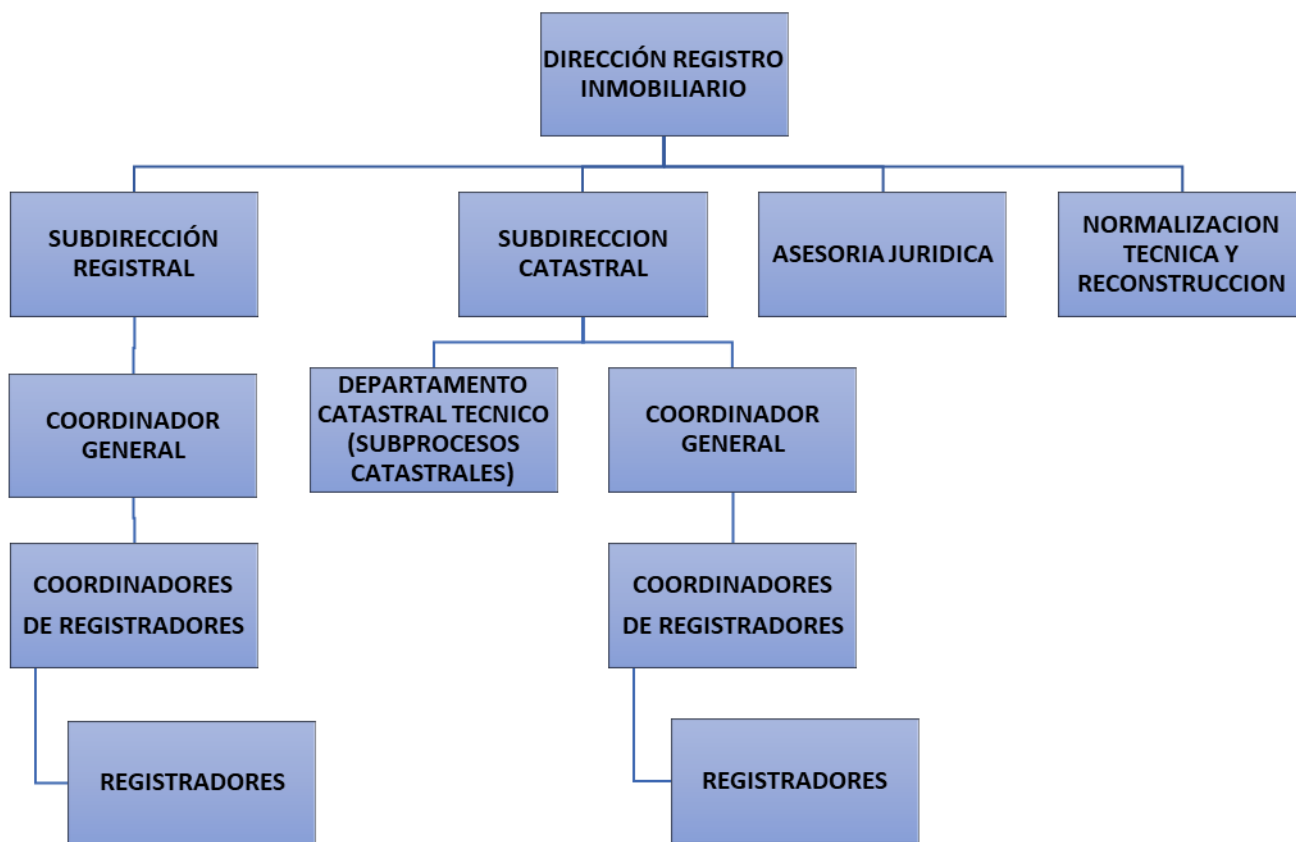 DIRECCIÓN REGISTRO
INMOBILIARIO
SUBDIRECCIÓN
REGISTRAL
SUBDIRECCION
CATASTRAL
ASESORIA JURIDICA
NORMALIZACION
TECNICA Y
RECONSTRUCCION
COORDINADOR
GENERAL
DEPARTAMENTO
CATASTRAL TECNICO
(SUBPROCESOS
CATASTRALES)
COORDINADOR
GENERAL
COORDINADORES
DE REGISTRADORES
COORDINADORES
DE REGISTRADORES
REGISTRADORES
REGISTRADORES